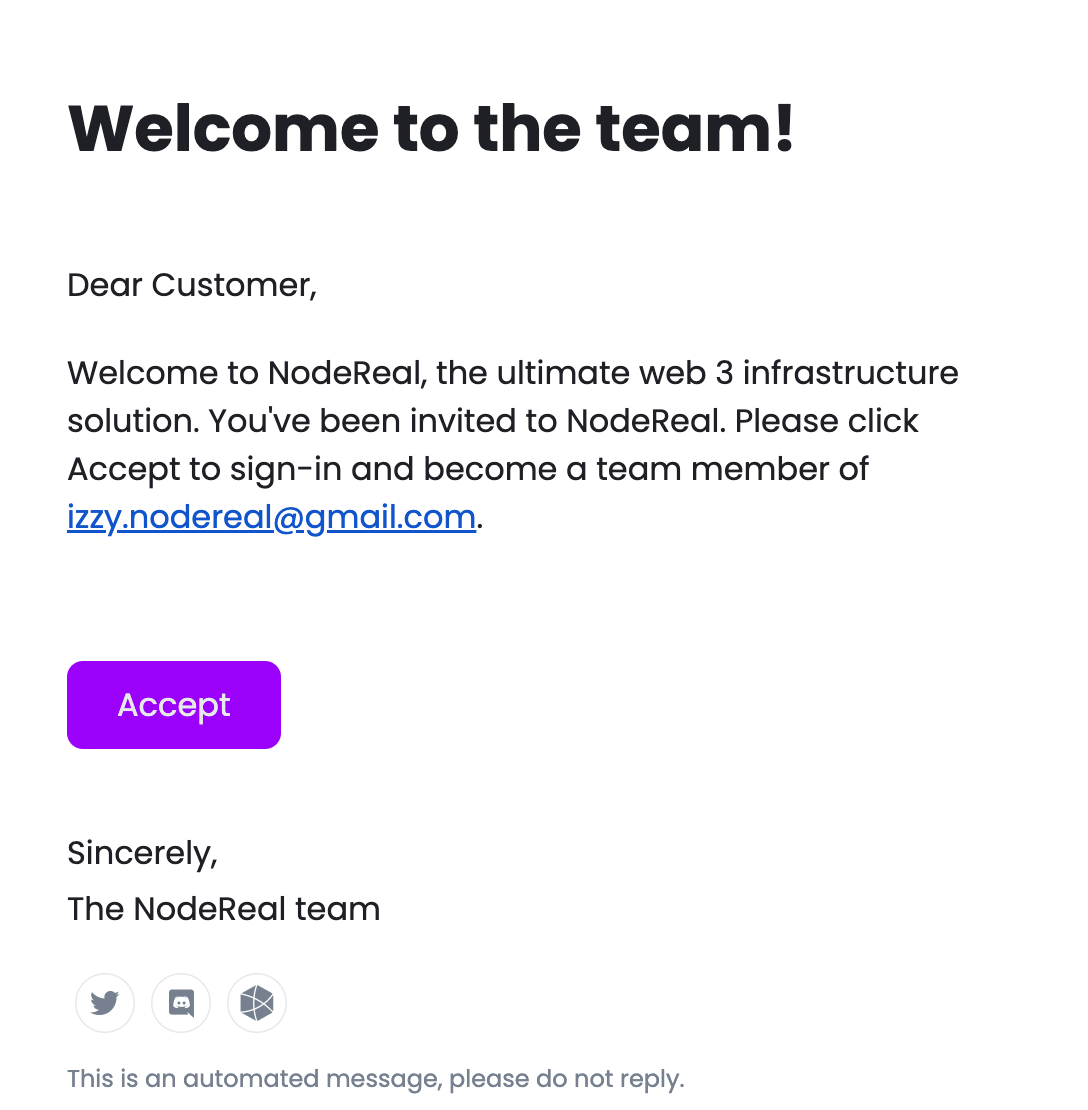 Welcome to the team!
Dear Customer,
Welcome to NodeReal, the ultimate web 3 infrastructure
solution. You've been invited to NodeReal. Please click
Accept to sign-in and become a team member of
izzy.nodereal@gmail.com.
Accept
Sincerely,
The NodeReal team
This is an automated message, please do not reply.